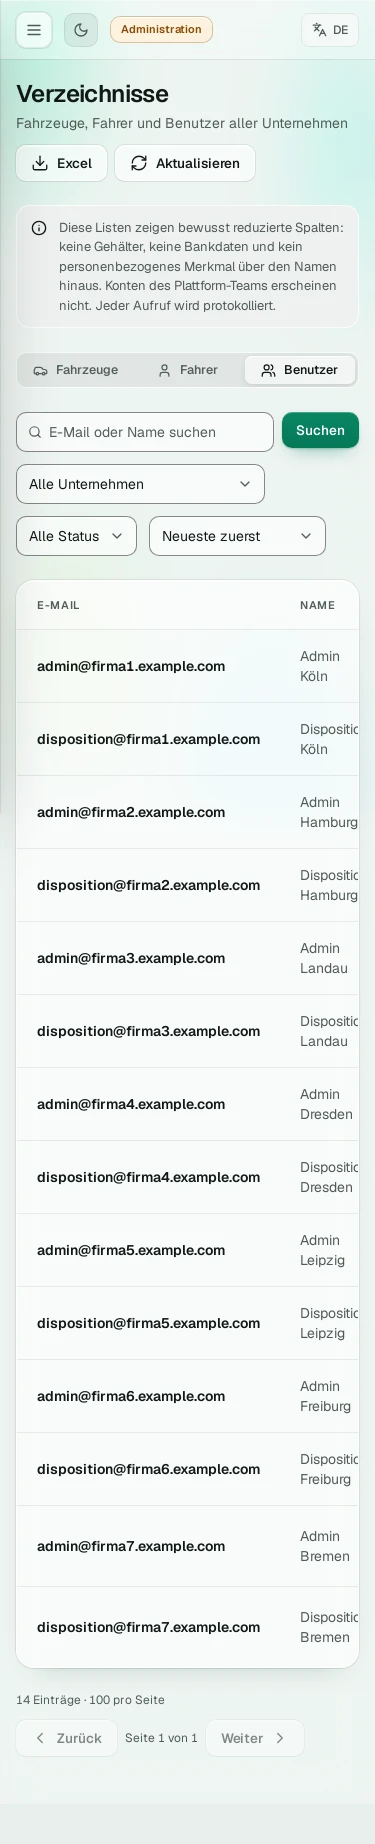 Administration
DE
Verzeichnisse
Fahrzeuge, Fahrer und Benutzer aller Unternehmen
Excel
Aktualisieren
Diese Listen zeigen bewusst reduzierte Spalten:
keine Gehälter, keine Bankdaten und kein
personenbezogenes Merkmal über den Namen
hinaus. Konten des Plattform-Teams erscheinen
nicht. Jeder Aufruf wird protokolliert.
Fahrzeuge
Fahrer
Benutzer
E-Mail oder Name suchen
Suchen
Alle Unternehmen
Alle Status
Neueste zuerst
E-MAIL
NAME
admin@firma1.example.com
Admin
Köln
disposition@firma1.example.com
Köln
admin@firma2.example.com
Admin
Hamburg
disposition@firma2.example.com
Hamburg
admin@firma3.example.com
Admin
Landau
disposition@firma3.example.com
Landau
admin@firma4.example.com
Admin
Dresden
disposition@firma4.example.com
Dresden
admin@firma5.example.com
Admin
Leipzig
disposition@firma5.example.com
Leipzig
admin@firma6.example.com
Admin
Freiburg
disposition@firma6.example.com
Freiburg
admin@firma7.example.com
Admin
Bremen
disposition@firma7.example.com
Bremen
14 Einträge · 100 pro Seite
Zurück
Seite 1 von 1
Weiter